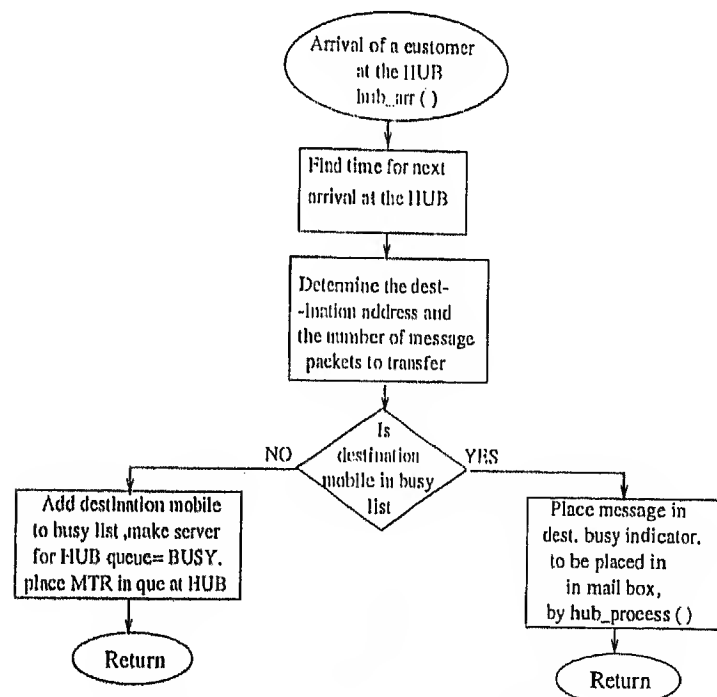 Arrival of a customer
at the HUB
hub_arr ( )
Find time for next
arrival at the HUB
Determine the dest-
-ination address and
the number of message
packets to transfer
Is
destination
mobile in busy
list
NO
YES
Add destination mobile
to busy list ,make server
for HUB queue= BUSY.
place MTR in que at HUB
Return
Place message in
dest. busy indicator.
to be placed in
in mail box,
by hub_process ( )
Return